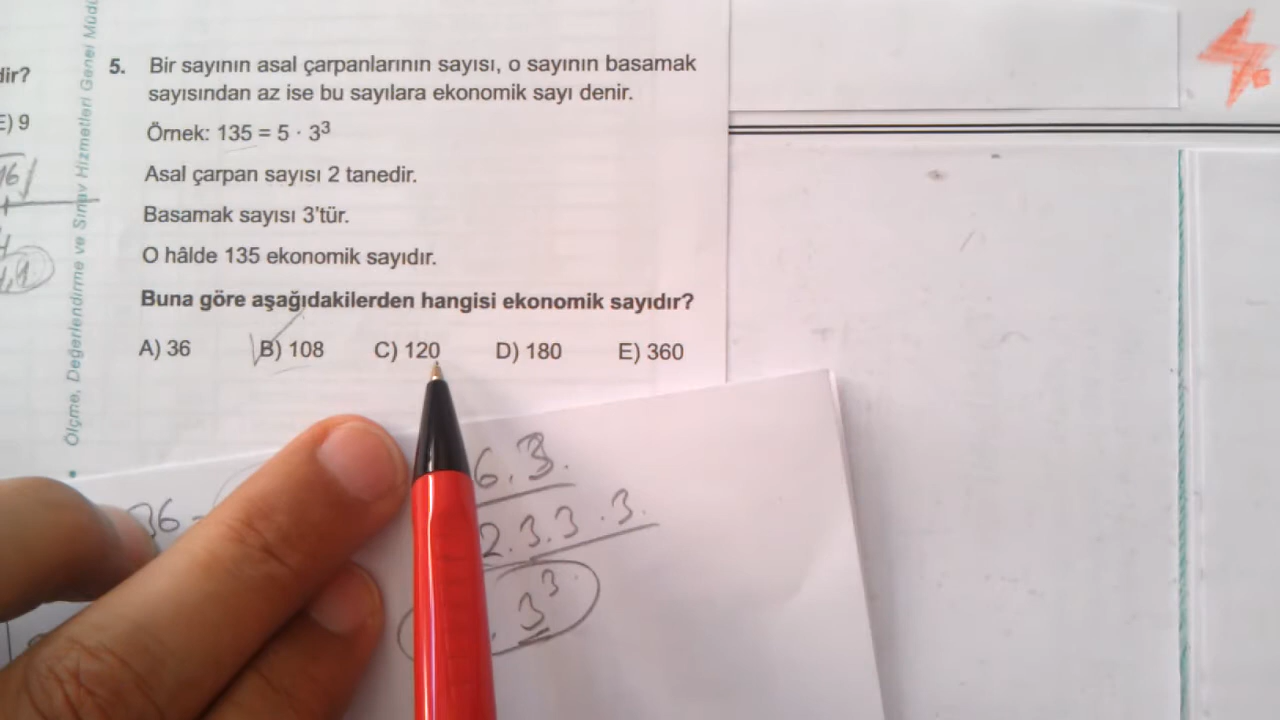 dir?
E) 9
16
Ölçme, Değerlendirme ve Sınav Hizmetleri Genel Müdü
5. Bir sayının asal çarpanlarının sayısı, o sayının basamak
sayısından az ise bu sayılara ekonomik sayı denir.
Örnek: 135 = 5 · 3³
Asal çarpan sayısı 2 tanedir.
Basamak sayısı 3'tür.
O hâlde 135 ekonomik sayıdır.
Buna göre aşağıdakilerden hangisi ekonomik sayıdır?
A) 36 B) 108 C) 120 D) 180 E) 360
6.3.
36 = 2.3.3.3.
. 3³